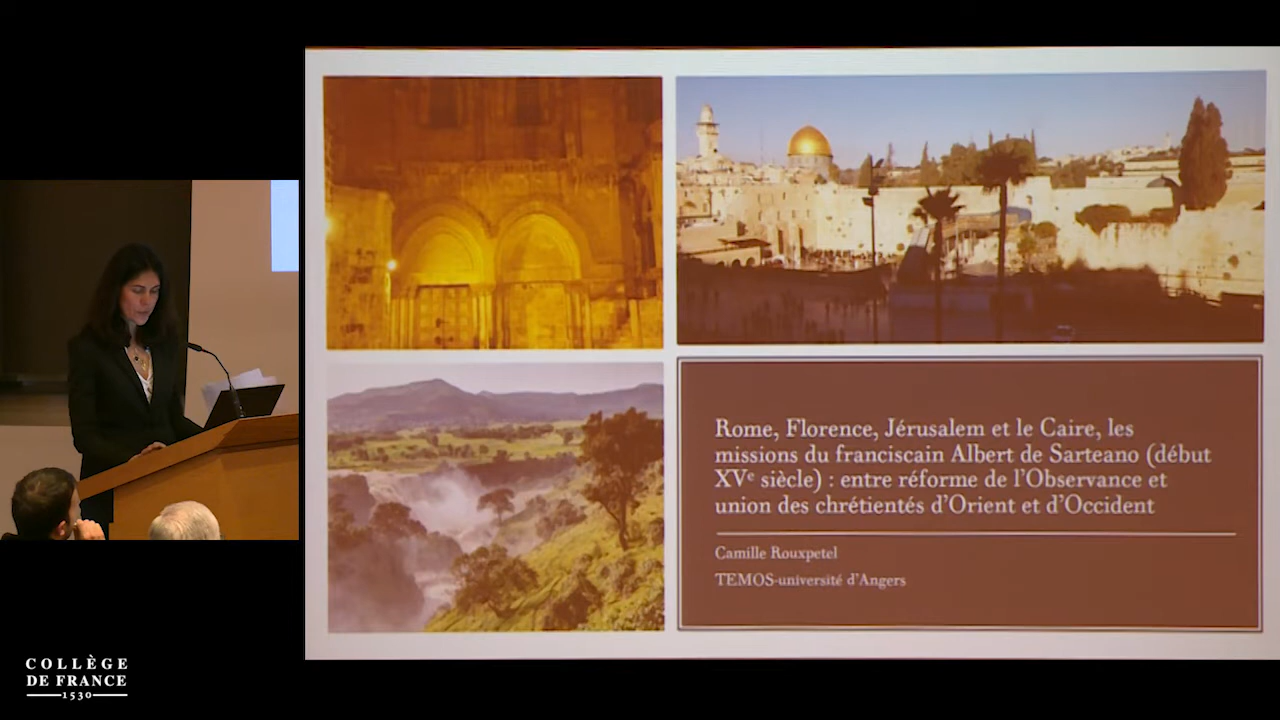 Rome, Florence, Jérusalem et le Caire, les
missions du franciscain Albert de Sarteano (début
XVe siècle) : entre réforme de l'Observance et
union des chrétientés d'Orient et d'Occident
Camille Rouxpetel
TEMOS-université d'Angers
COLLÈGE
DE FRANCE
1530